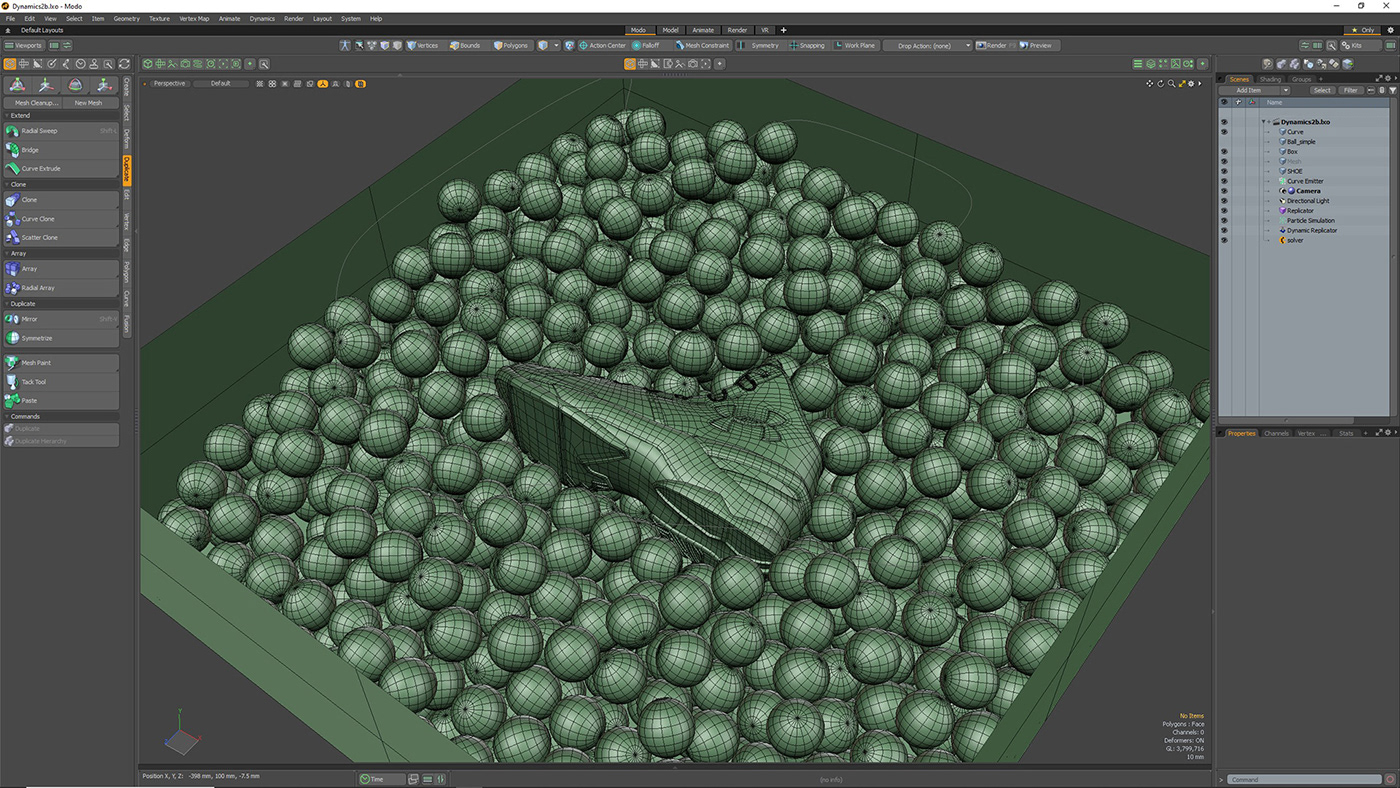 Dynamics2b.lxo - Modo
File Edit View Select Item Geometry Texture Vertex Map Animate Dynamics Render Layout System Help
Default Layouts
Modo Model Animate Render VR
Only
Viewports
Vertices Bounds Polygons Action Center Falloff Mesh Constraint Symmetry Snapping Work Plane Drop Action: (none) Render Preview Kits
Perspective Default
Mesh Cleanup... New Mesh
Extend
Radial Sweep Shift-L
Bridge
Curve Extrude
Clone
Clone
Curve Clone
Scatter Clone
Array
Array
Radial Array
Duplicate
Mirror
Symmetrize
Mesh Paint
Tack Tool
Paste
Commands
Duplicate
Duplicate Hierarchy
Create
Select
Deform
Duplicate
Edit
Vertex
Edge
Polygon
Curve
Fusion
Scenes Shading Groups
Add Item Select Filter
Name
Dynamics2b.lxo
Curve
Ball_simple
Box
Mesh
SHOE
Curve Emitter
Camera
Directional Light
Replicator
Particle Simulation
Dynamic Replicator
solver
Properties Channels Vertex ... Stats
No Items
Polygons : Face
Channels: 0
Deformers: ON
GL: 3,799,716
10 mm
Position X, Y, Z: -398 mm, 100 mm, -7.5 mm
Time
(no info)
Command